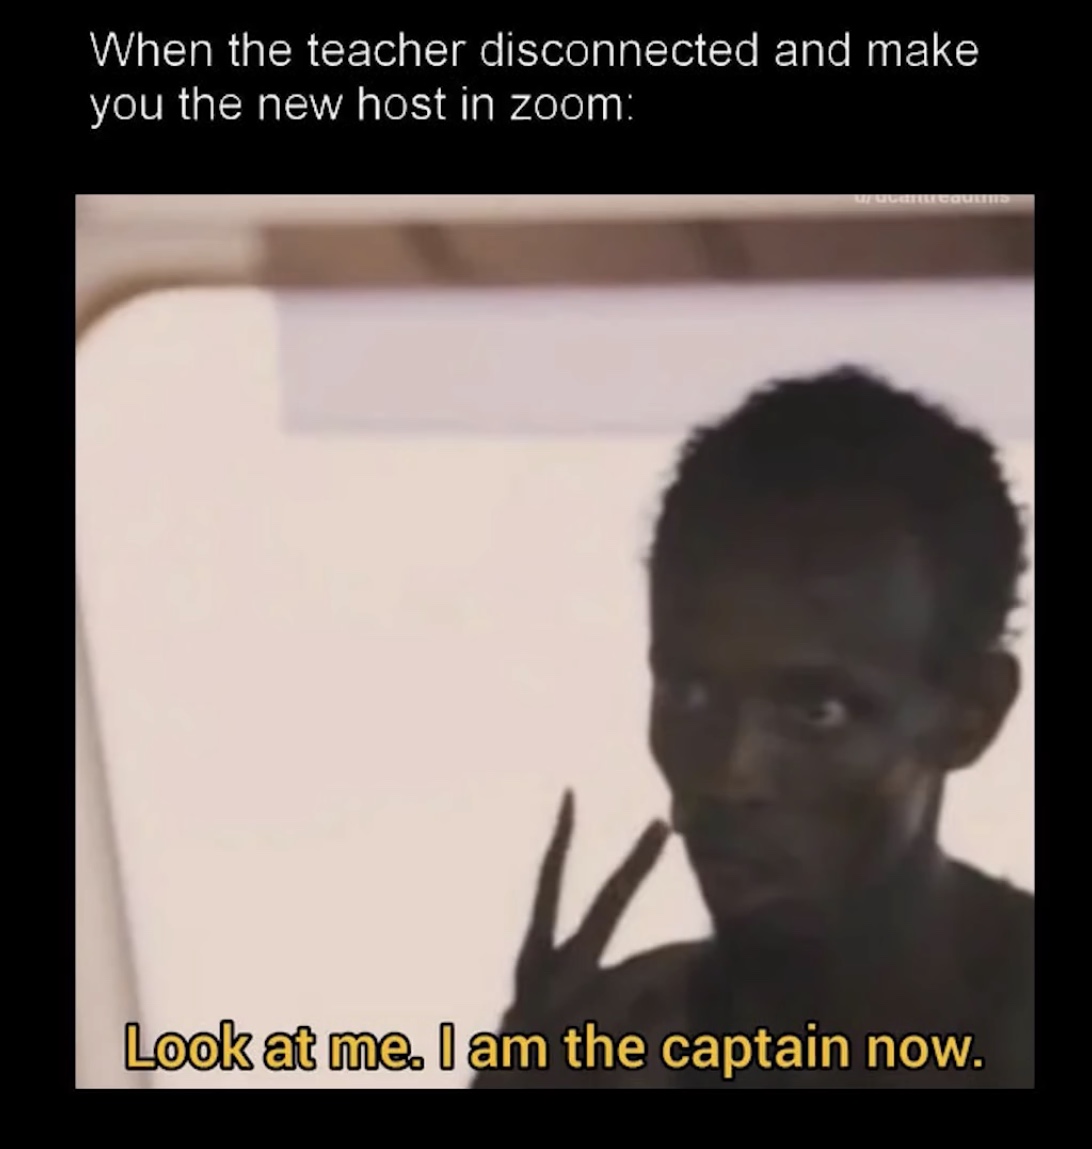 When the teacher disconnected and make
you the new host in zoom:
u/ucantreadthis
Look at me. I am the captain now.